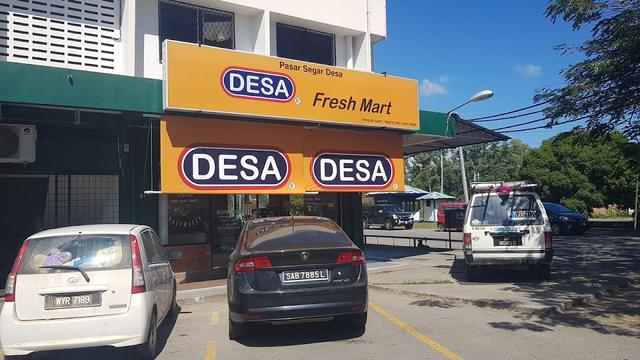 Pasar Segar Desa
DESA ®
Fresh Mart
DESA ®
DESA ®
WYR 7189
SAB 7885 L